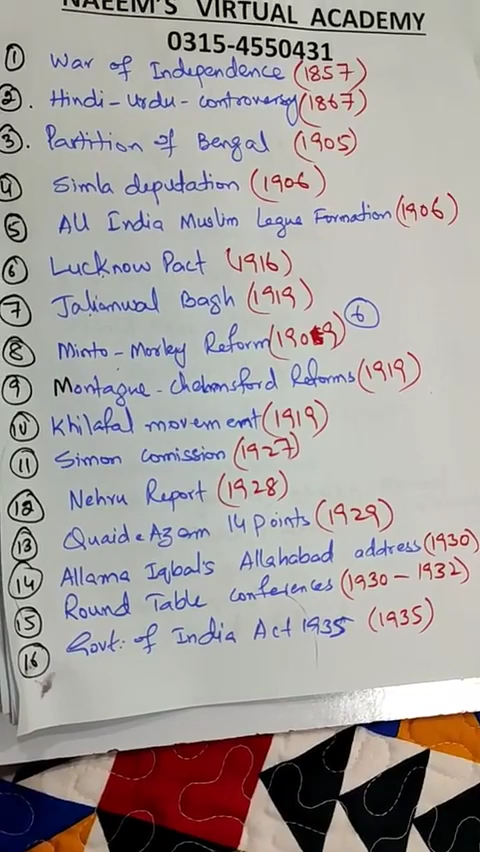 NAEEM'S VIRTUAL ACADEMY
0315-4550431
1 War of Independence (1857)
2. Hindi-Urdu-controversy (1867)
3. Partition of Bengal (1905)
4 Simla deputation (1906)
5 All India Muslim Legue Formation (1906)
6 Lucknow Pact (1916)
7 Jalianwal Bagh (1919)
8 Minto-Morley Reform (1909) 6
9 Montague-Chelmsford Reforms (1919)
10 Khilafat movement (1919)
11 Simon comission (1927)
12 Nehru Report (1928)
13 Quaid e Azam 14 points (1929)
14 Allama Iqbal's Allahabad address (1930)
15 Round Table conferences (1930-1932)
16 Govt: of India Act 1935 (1935)